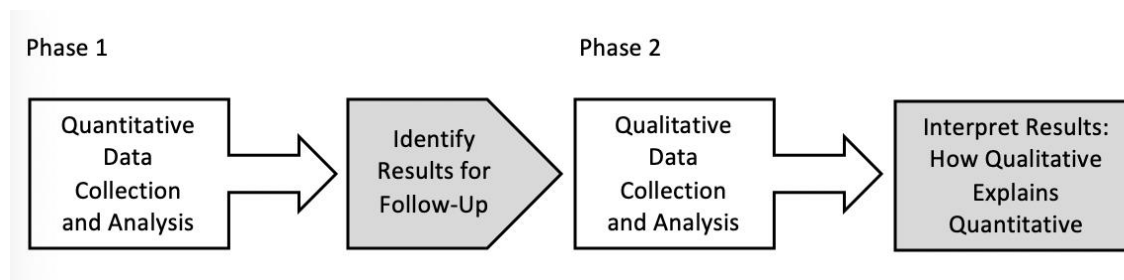 Phase 1
Phase 2
Quantitative
Data
Collection
and Analysis
Identify
Results for
Follow-Up
Qualitative
Data
Collection
and Analysis
Interpret Results:
How Qualitative
Explains
Quantitative